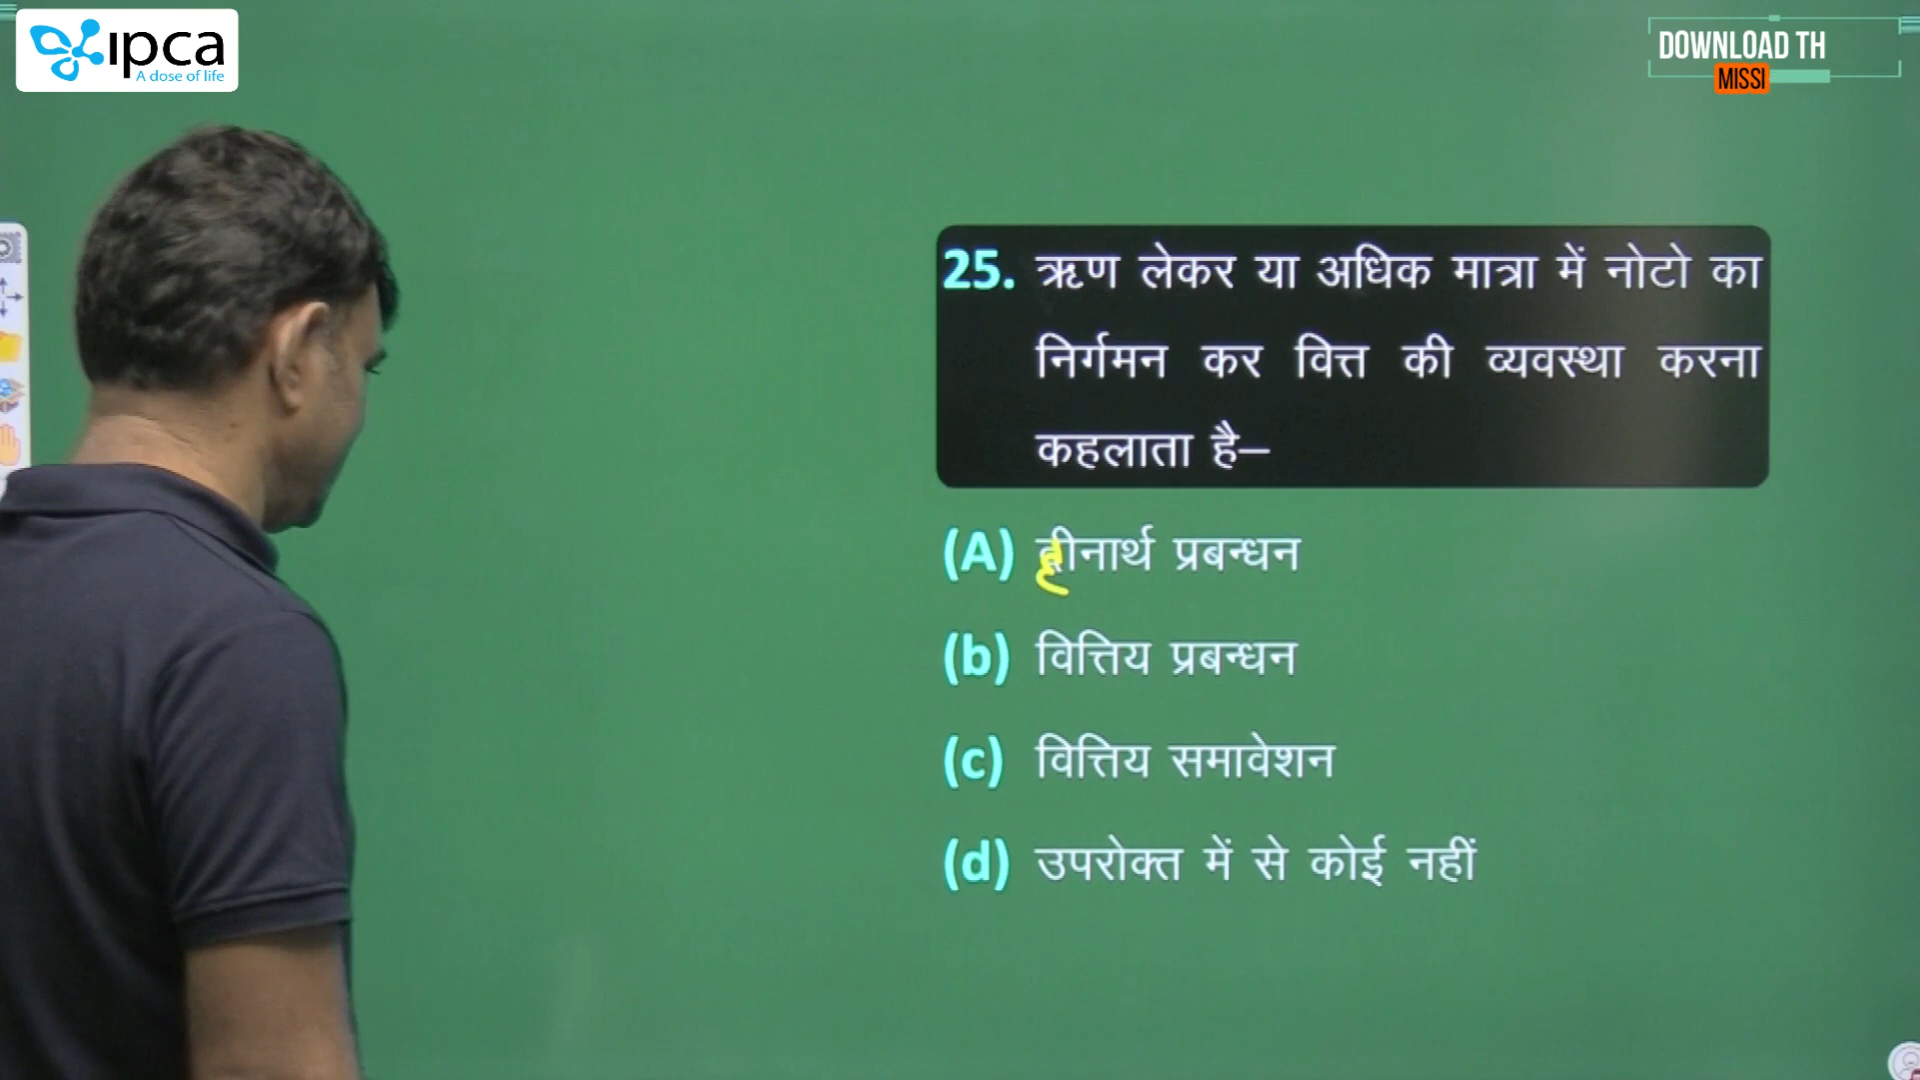 ipca
A dose of life
DOWNLOAD TH
MISSI
25. ऋण लेकर या अधिक मात्रा में नोटो का
निर्गमन कर वित्त की व्यवस्था करना
कहलाता है–
(A) हीनार्थ प्रबन्धन
(b) वित्तिय प्रबन्धन
(c) वित्तिय समावेशन
(d) उपरोक्त में से कोई नहीं